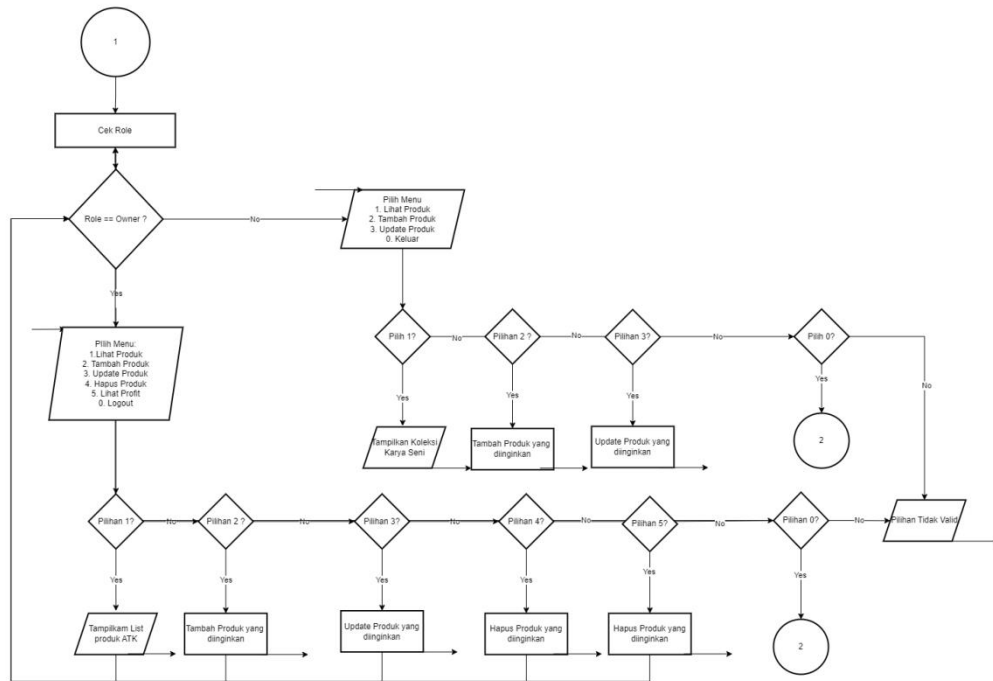 1
Cek Role
Role == Owner ?
No
Pilih Menu
1. Lihat Produk
2. Tambah Produk
3. Update Produk
0. Keluar
Yes
PIlih Menu:
1.Lihat Produk
2. Tambah Produk
3. Update Produk
4. Hapus Produk
5. Lihat Profit
0. Logout
Pilih 1?
No
Pilihan 2 ?
No
Pilihan 3?
No
Pilih 0?
No
Yes
Yes
Yes
Yes
Tampilkan Koleksi
Karya Seni
Tambah Produk yang
diinginkan
Update Produk yang
diinginkan
2
Pilihan 1?
No
Pilihan 2 ?
No
Pilihan 3?
No
Pilihan 4?
No
Pilihan 5?
No
Pilihan 0?
No
Pilihan Tidak Valid
Yes
Yes
Yes
Yes
Yes
Yes
Tampilkam List
produk ATK
Tambah Produk yang
diinginkan
Update Produk yang
diinginkan
Hapus Produk yang
diinginkan
Hapus Produk yang
diinginkan
2